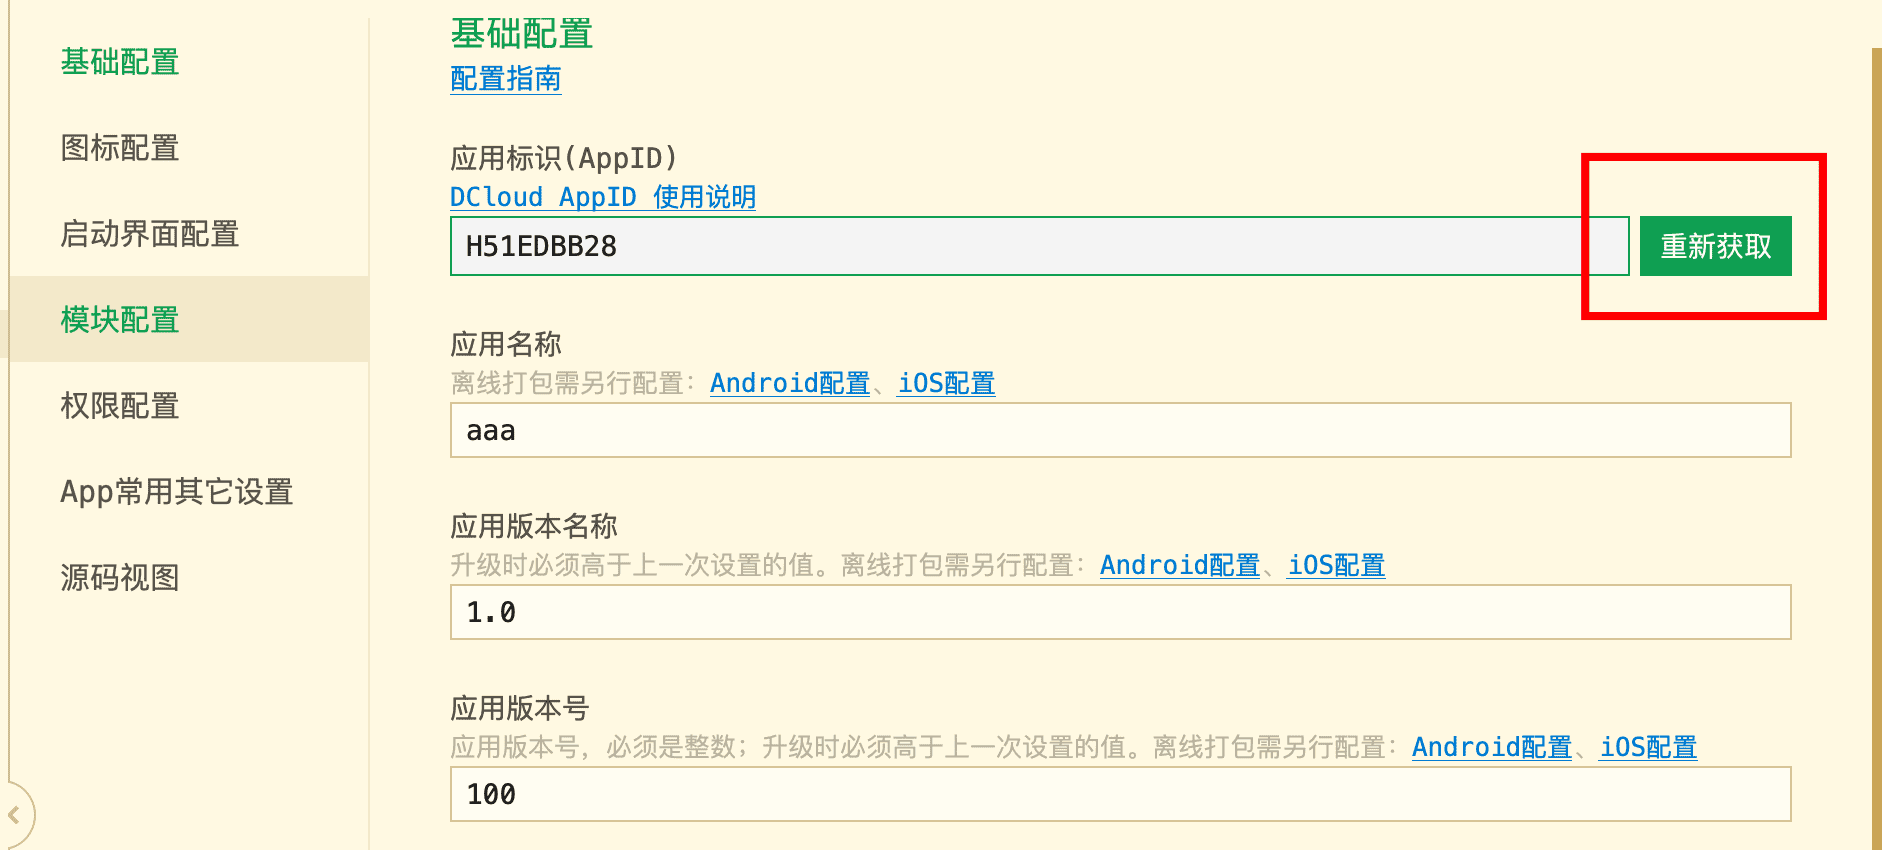 基础配置
图标配置
启动界面配置
模块配置
权限配置
App常用其它设置
源码视图
基础配置
配置指南
应用标识(AppID)
DCloud AppID 使用说明
H51EDBB28
重新获取
应用名称
离线打包需另行配置：Android配置、iOS配置
aaa
应用版本名称
升级时必须高于上一次设置的值。离线打包需另行配置：Android配置、iOS配置
1.0
应用版本号
应用版本号，必须是整数；升级时必须高于上一次设置的值。离线打包需另行配置：Android配置、iOS配置
100